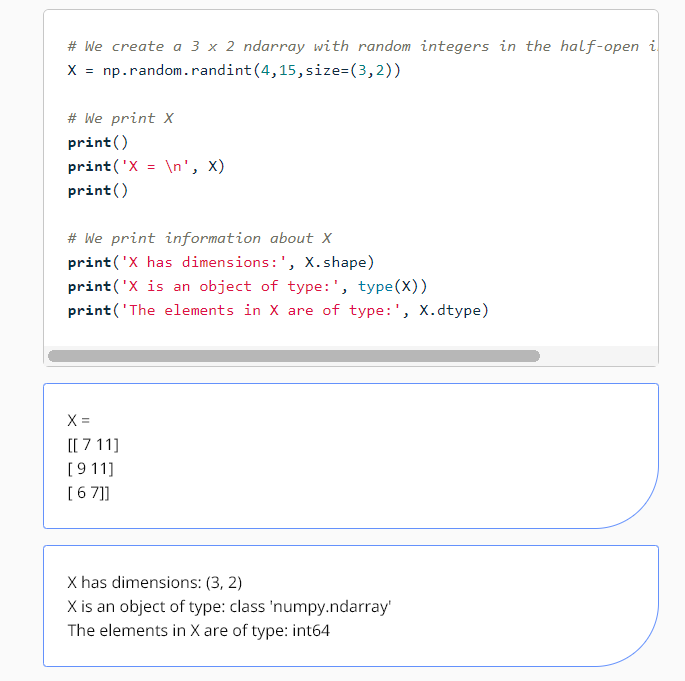 # We create a 3 x 2 ndarray with random integers in the half-open
X = np.random.randint(4,15,size=(3,2))
# We print X
print()
print('X = \n', X)
print()
# We print information about X
print('X has dimensions:', X.shape)
print('X is an object of type:', type(X))
print('The elements in X are of type:', X.dtype)
X =
[[ 7 11]
[ 9 11]
[ 6 7]]
X has dimensions: (3, 2)
X is an object of type: class 'numpy.ndarray'
The elements in X are of type: int64